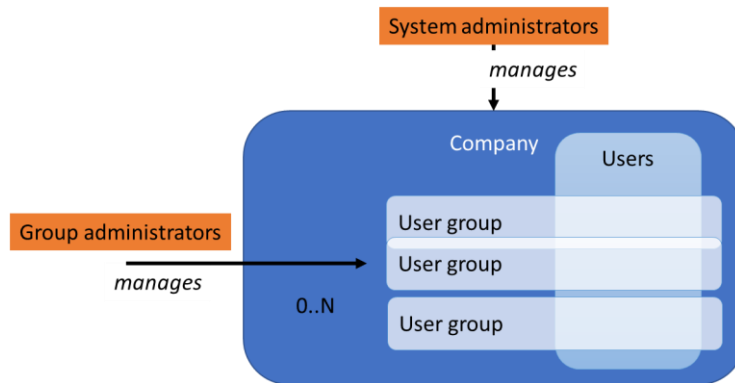 System administrators
manages
Company
Users
User group
Group administrators
User group
manages
0..N
User group